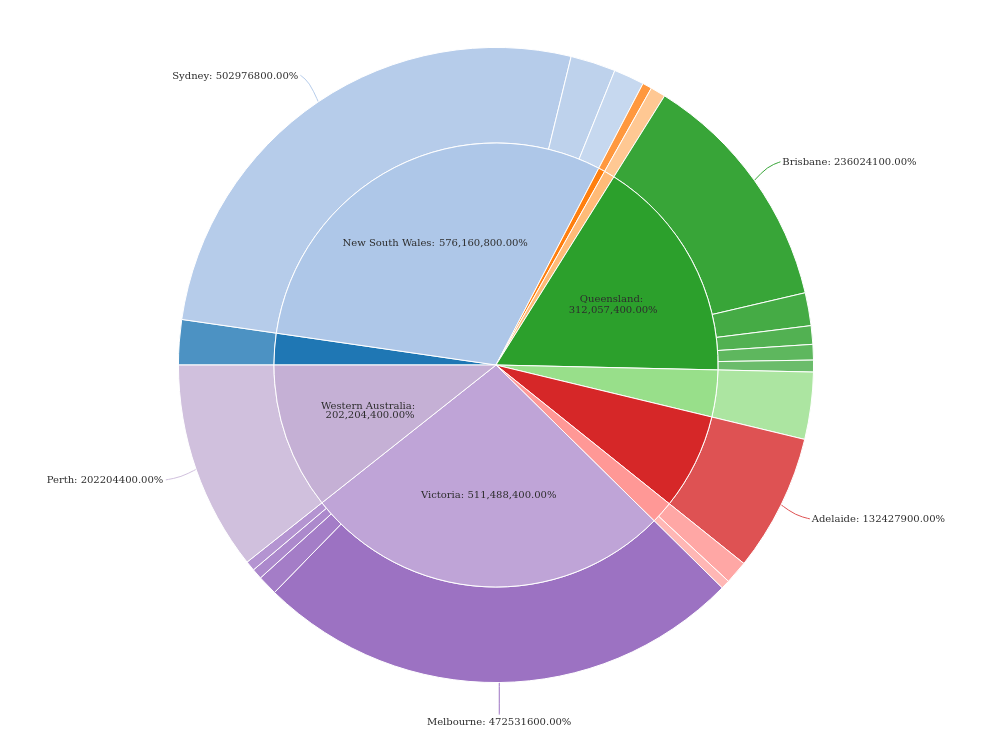 Sydney: 502976800.00%
Brisbane: 236024100.00%
New South Wales: 576,160,800.00%
Queensland:
312,057,400.00%
Western Australia:
202,204,400.00%
Perth: 202204400.00%
Victoria: 511,488,400.00%
Adelaide: 132427900.00%
Melbourne: 472531600.00%